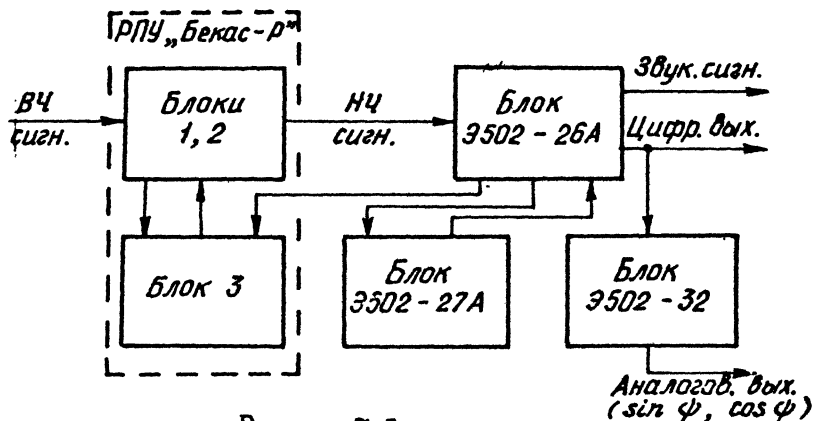 РПУ „Бекас-Р"
ВЧ
сигн.
Блоки
1, 2
НЧ
сигн.
Блок
Э502 - 26А
Звук. сигн.
Цифр. вых.
Блок 3
Блок
Э502 - 27А
Блок
Э502 - 32
Аналогов. вых.
(sin ψ, cos ψ)